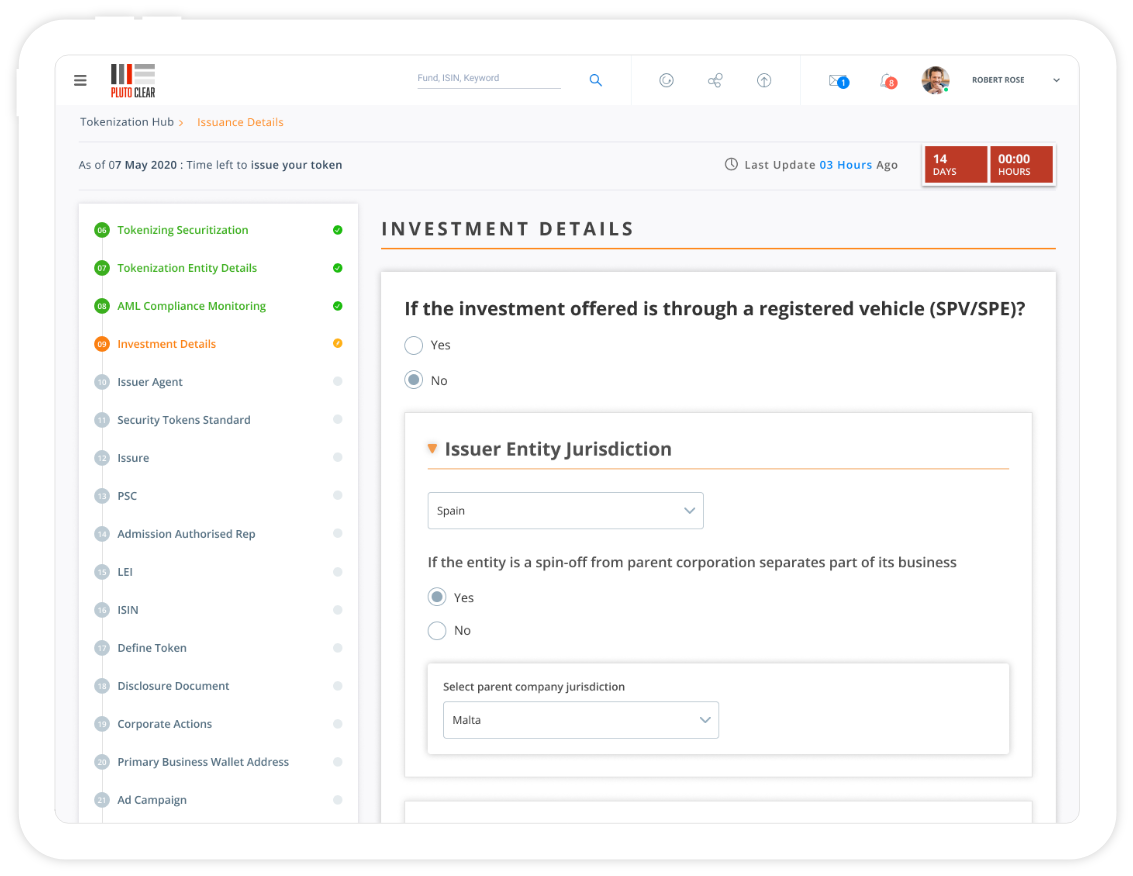 PLUTO CLEAR
Fund, ISIN, Keyword
1
8
ROBERT ROSE
Tokenization Hub > Issuance Details
As of 07 May 2020 : Time left to issue your token
Last Update 03 Hours Ago
14
DAYS
00:00
HOURS
06 Tokenizing Securitization
07 Tokenization Entity Details
08 AML Compliance Monitoring
09 Investment Details
10 Issuer Agent
11 Security Tokens Standard
12 Issure
13 PSC
14 Admission Authorised Rep
15 LEI
16 ISIN
17 Define Token
18 Disclosure Document
19 Corporate Actions
20 Primary Business Wallet Address
21 Ad Campaign
INVESTMENT DETAILS
If the investment offered is through a registered vehicle (SPV/SPE)?
Yes
No
Issuer Entity Jurisdiction
Spain
If the entity is a spin-off from parent corporation separates part of its business
Yes
No
Select parent company jurisdiction
Malta